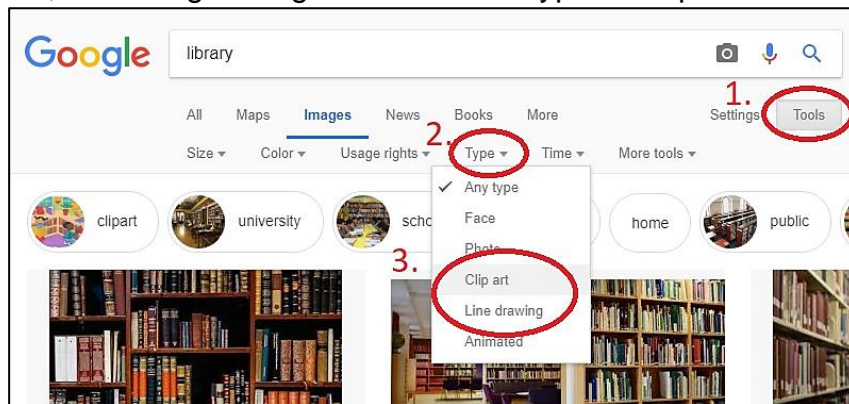 Google library
1.
All Maps Images News Books More Settings Tools
2.
Size Color Usage rights Type Time More tools
Any type
clipart university home public
Face
Photo
3.
Clip art
Line drawing
Animated